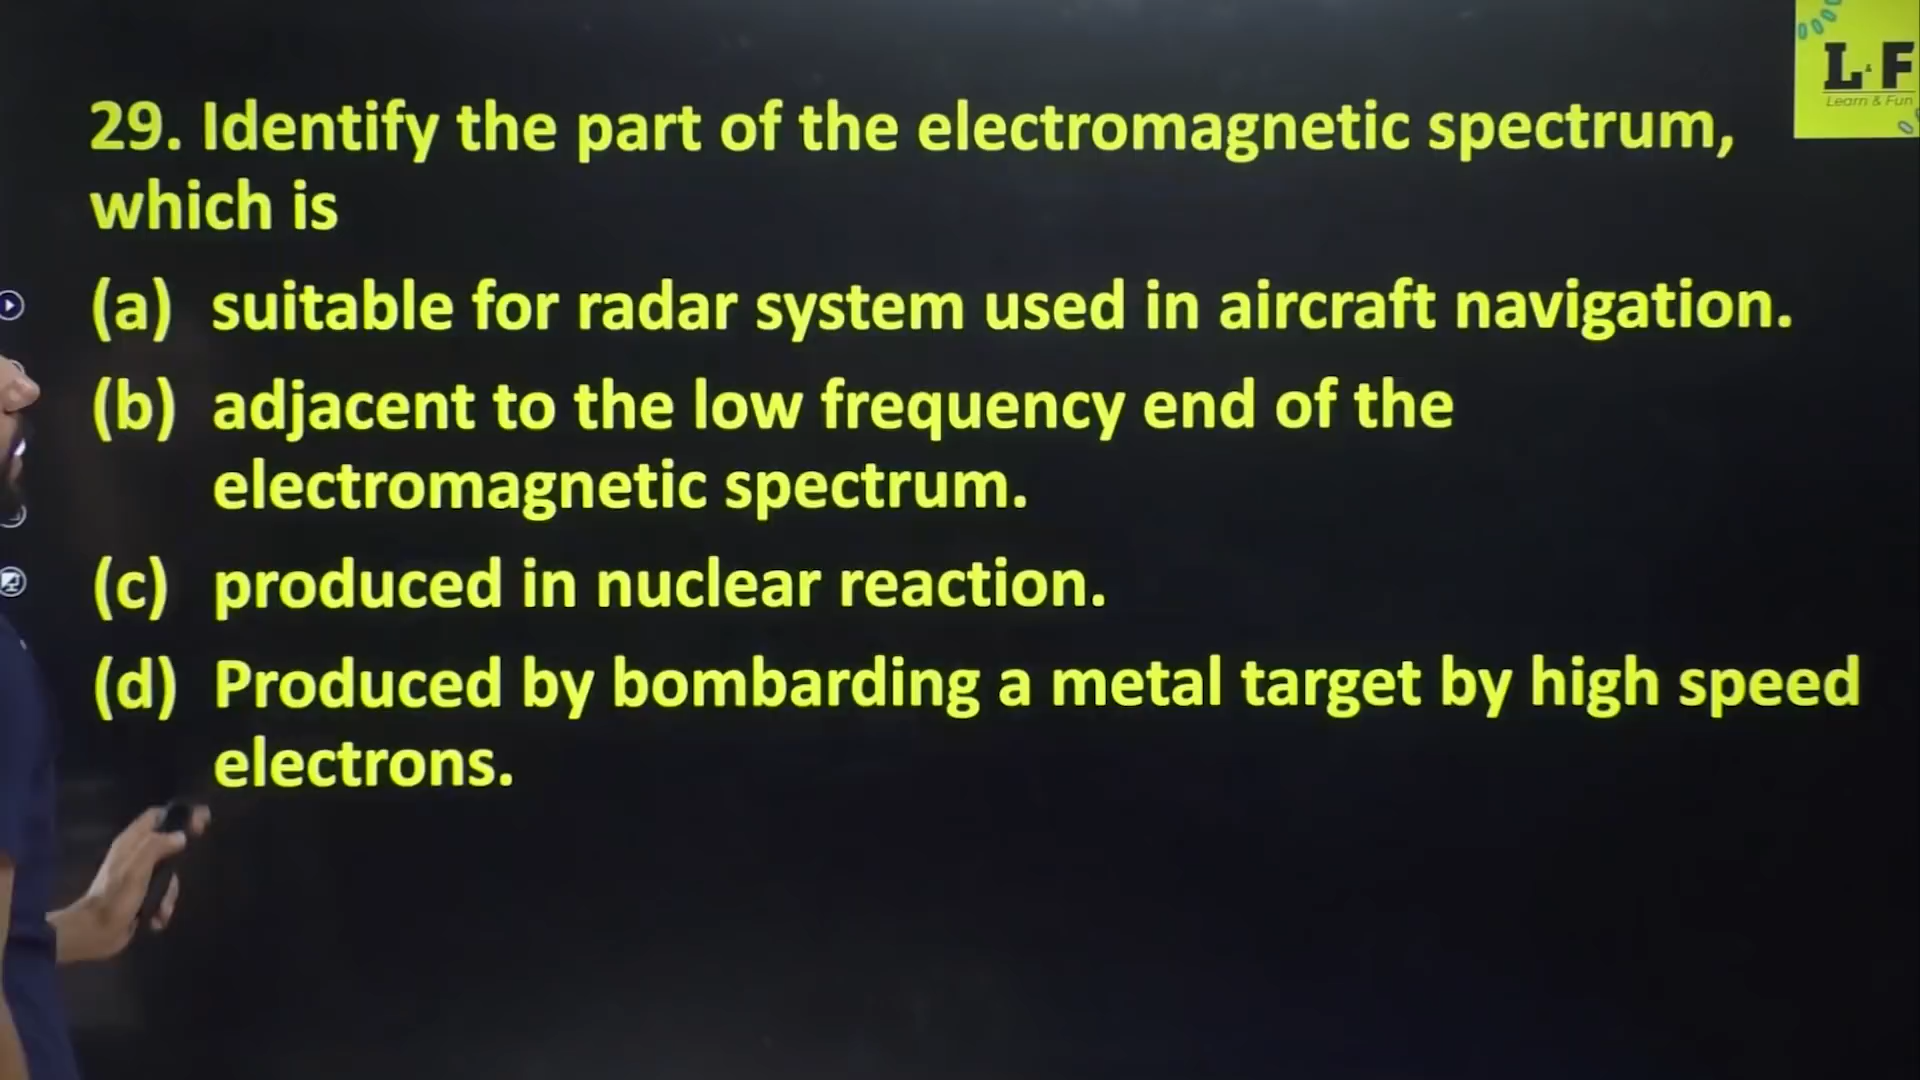 L&F
Learn & Fun
29. Identify the part of the electromagnetic spectrum,
which is
(a) suitable for radar system used in aircraft navigation.
(b) adjacent to the low frequency end of the
electromagnetic spectrum.
(c) produced in nuclear reaction.
(d) Produced by bombarding a metal target by high speed
electrons.